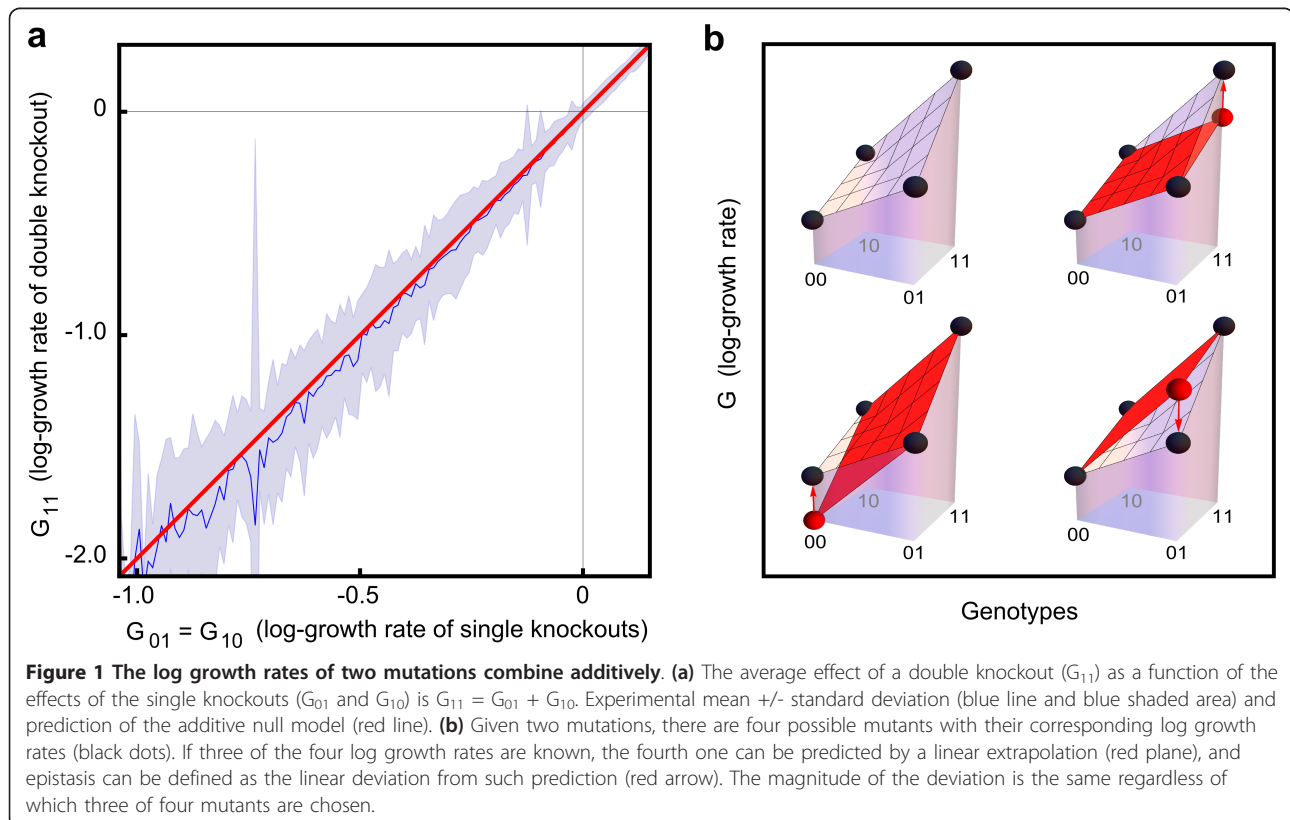 a
b
G11 (log-growth rate of double knockout)
0
-1.0
-2.0
-1.0
-0.5
0
G01 = G10 (log-growth rate of single knockouts)
G (log-growth rate)
10
00
11
01
10
00
11
01
10
00
11
01
10
00
11
01
Genotypes
Figure 1 The log growth rates of two mutations combine additively. (a) The average effect of a double knockout (G11) as a function of the
effects of the single knockouts (G01 and G10) is G11 = G01 + G10. Experimental mean +/- standard deviation (blue line and blue shaded area) and
prediction of the additive null model (red line). (b) Given two mutations, there are four possible mutants with their corresponding log growth
rates (black dots). If three of the four log growth rates are known, the fourth one can be predicted by a linear extrapolation (red plane), and
epistasis can be defined as the linear deviation from such prediction (red arrow). The magnitude of the deviation is the same regardless of
which three of four mutants are chosen.